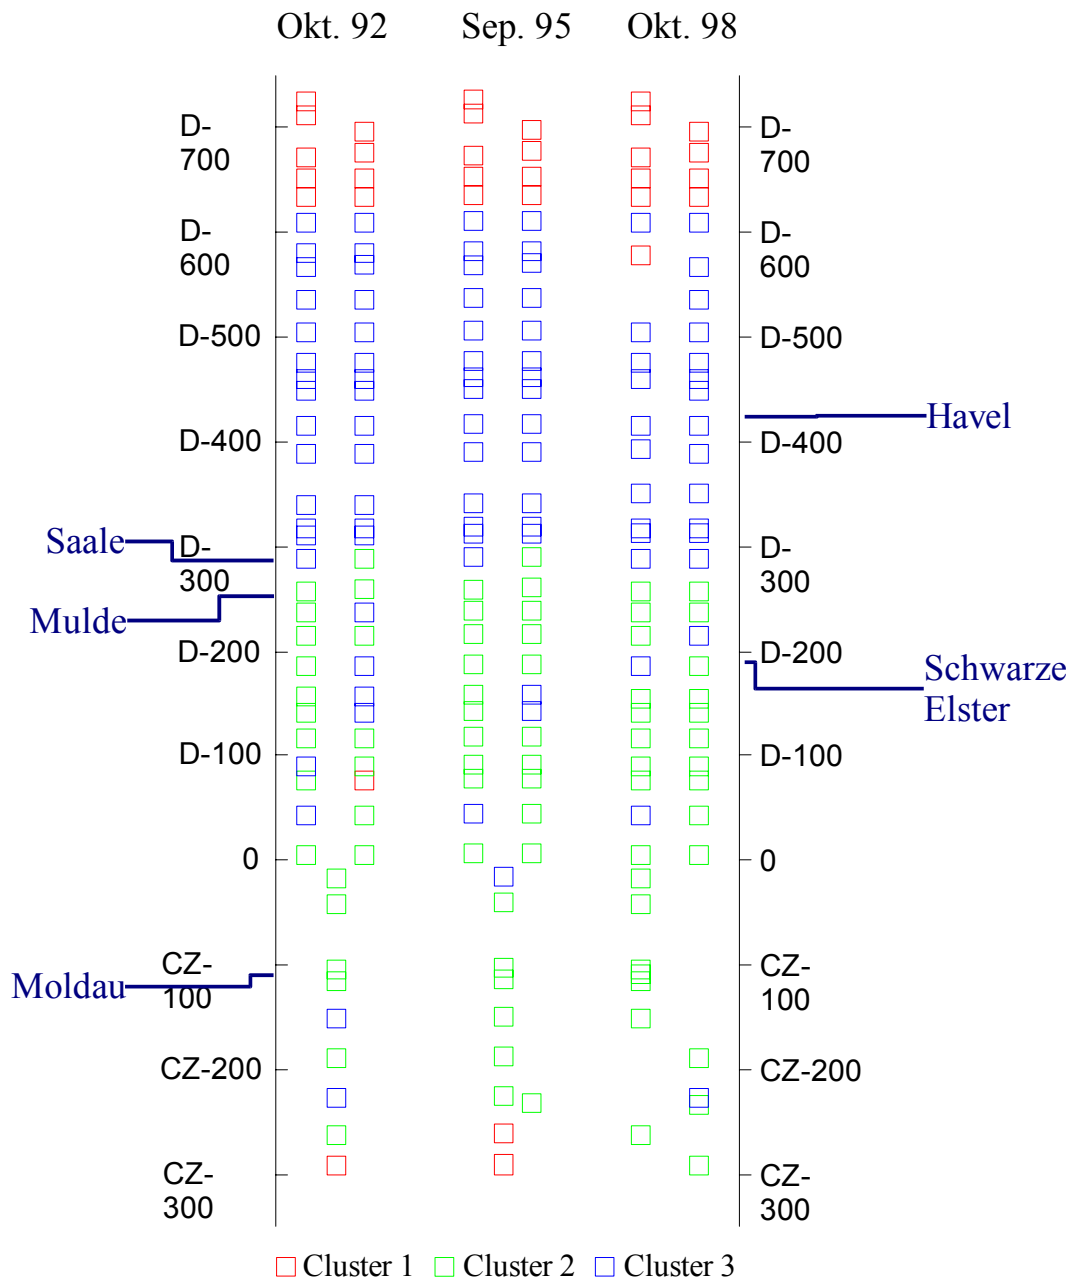 Okt. 92 Sep. 95 Okt. 98
D-
700
D-
700
D-
600
D-
600
D-500
D-500
Havel
D-400
D-400
Saale
D-
300
D-
300
Mulde
D-200
D-200
Schwarze
Elster
D-100
D-100
0
0
CZ-
100
CZ-
100
Moldau
CZ-200
CZ-200
CZ-
300
CZ-
300
Cluster 1 Cluster 2 Cluster 3